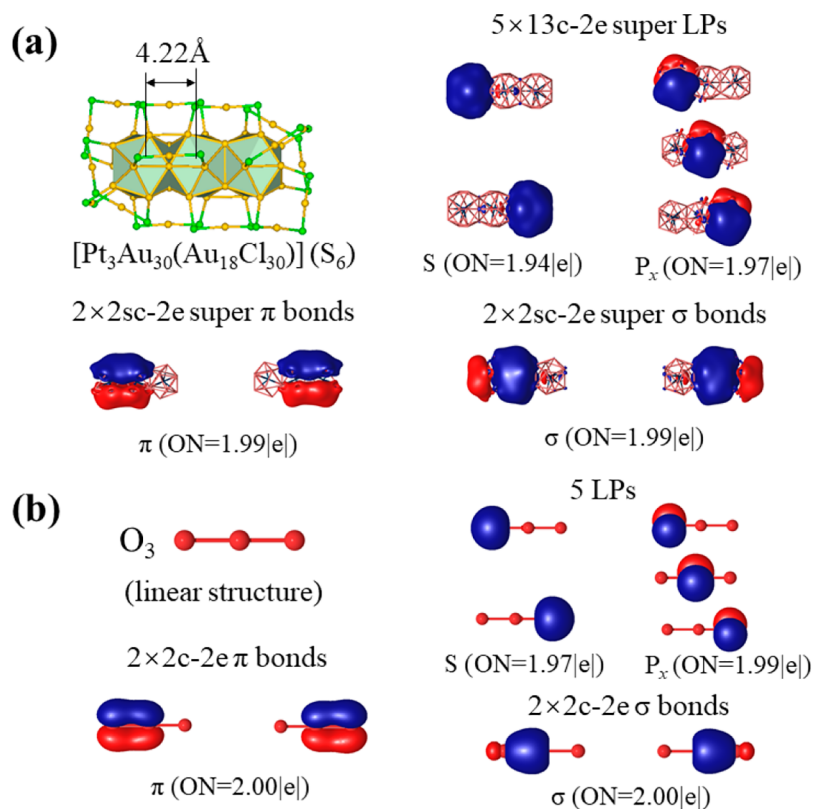 (a)
4.22Å
[Pt₃Au₃₀(Au₁₈Cl₃₀)] (S₆)
5×13c-2e super LPs
S (ON=1.94|e|)
Pₓ (ON=1.97|e|)
2×2sc-2e super π bonds
π (ON=1.99|e|)
2×2sc-2e super σ bonds
σ (ON=1.99|e|)
(b)
O₃
(linear structure)
5 LPs
S (ON=1.97|e|)
Pₓ (ON=1.99|e|)
2×2c-2e π bonds
π (ON=2.00|e|)
2×2c-2e σ bonds
σ (ON=2.00|e|)